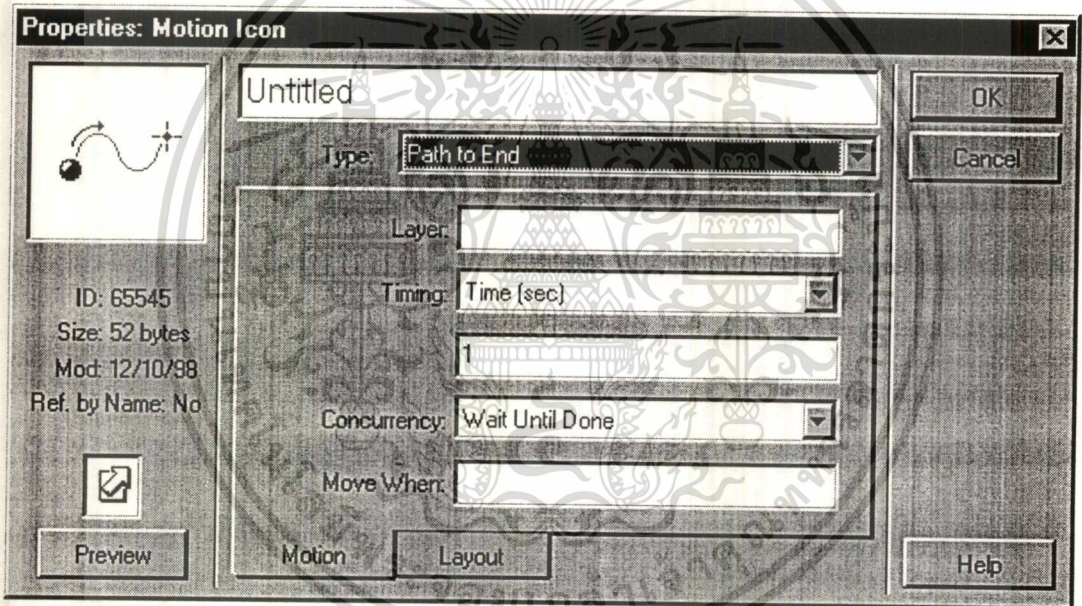 Properties: Motion Icon
Untitled
OK
Type: Path to End
Cancel
Layer:
ID: 65545
Timing: Time (sec)
Size: 52 bytes
1
Mod: 12/10/98
Ref. by Name: No
Concurrency: Wait Until Done
Move When:
Preview
Motion
Layout
Help